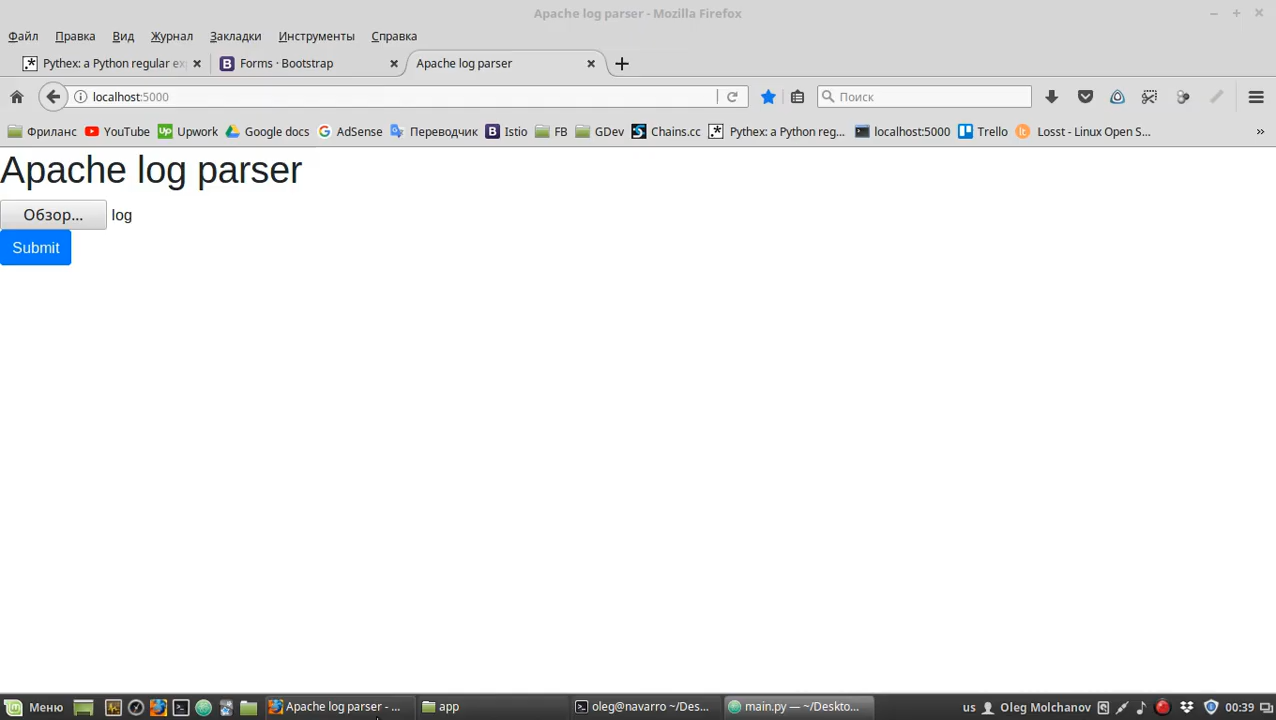 Apache log parser - Mozilla Firefox
Файл Правка Вид Журнал Закладки Инструменты Справка
Pythex: a Python regular ex Forms · Bootstrap Apache log parser
localhost:5000 Поиск
Фриланс YouTube Upwork Google docs AdSense Переводчик Istio FB GDev Chains.cc Pythex: a Python reg... localhost:5000 Trello Losst - Linux Open S... »
Apache log parser
Обзор... log
Submit
Меню Apache log parser - ... app oleg@navarro ~/Des... main.py — ~/Deskto... us Oleg Molchanov 00:39